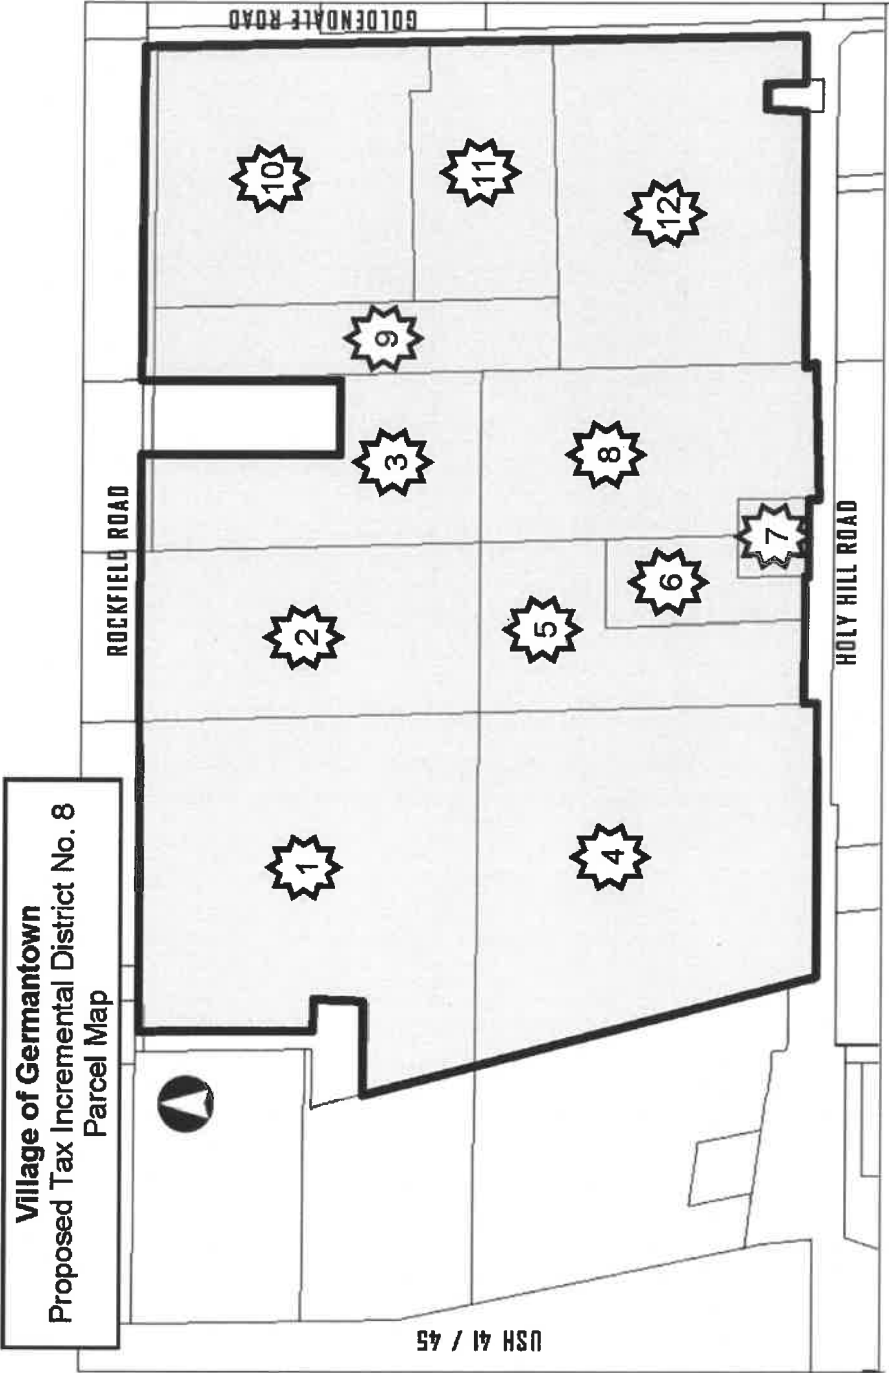 Village of Germantown
Proposed Tax Incremental District No. 8
Parcel Map
ROCKFIELD ROAD
GOLDENDALE ROAD
HOLY HILL ROAD
USH 41 / 45
1
2
3
4
5
6
7
8
9
10
11
12